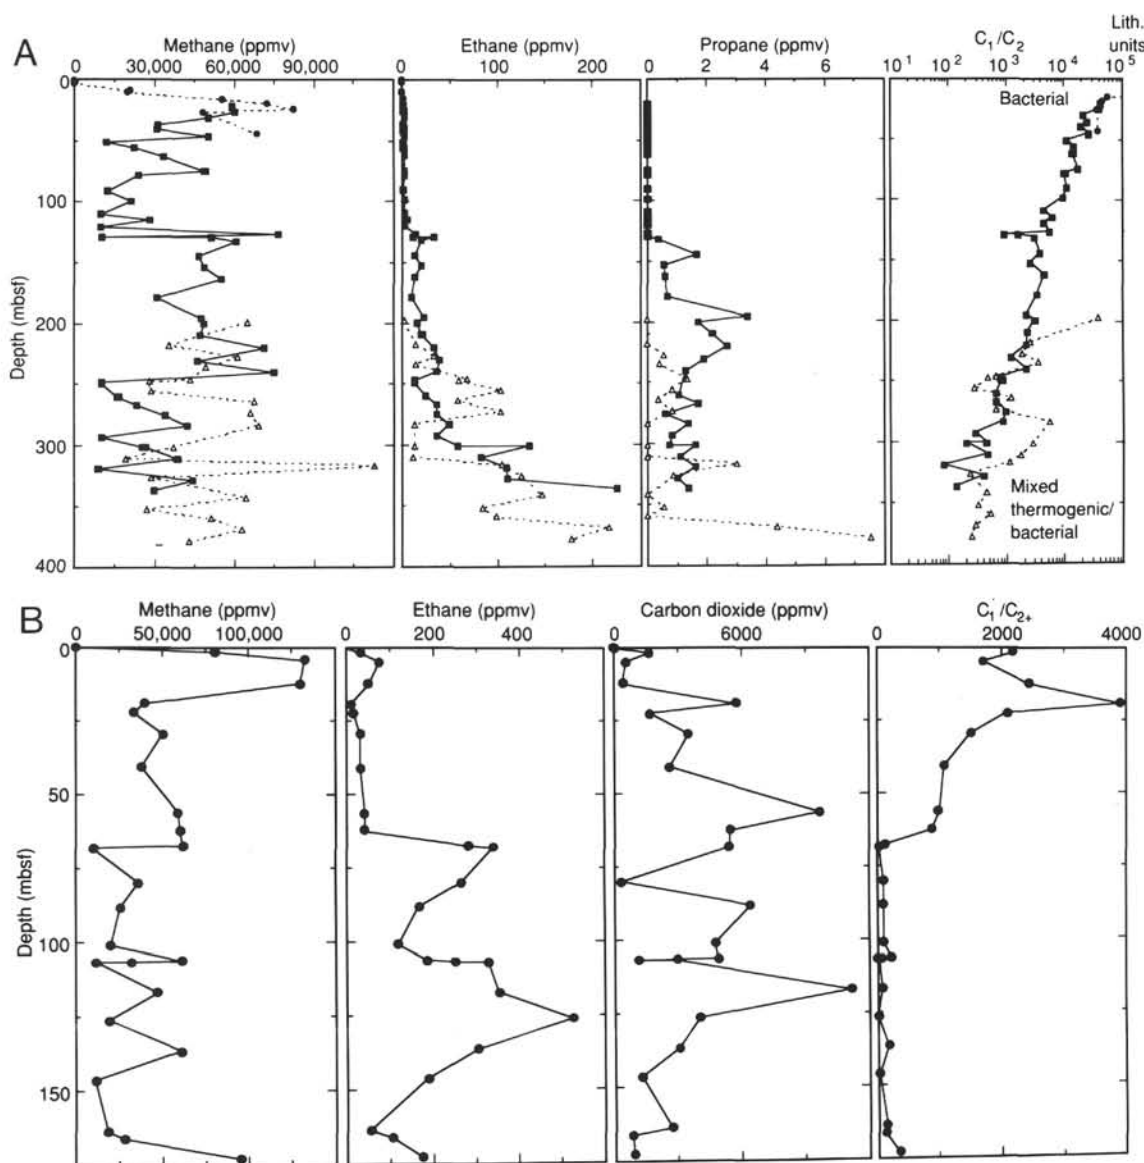 A
Methane (ppmv)
Ethane (ppmv)
Propane (ppmv)
C1/C2
Lith. units
0 30,000 60,000 90,000
0 100 200
0 2 4 6 8
10^1 10^2 10^3 10^4 10^5
0
100
200
300
400
Depth (mbsf)
Bacterial
Mixed
thermogenic/
bacterial
B
Methane (ppmv)
Ethane (ppmv)
Carbon dioxide (ppmv)
C1/C2+
0 50,000 100,000
0 200 400
0 6000
0 2000 4000
0
50
100
150
Depth (mbsf)